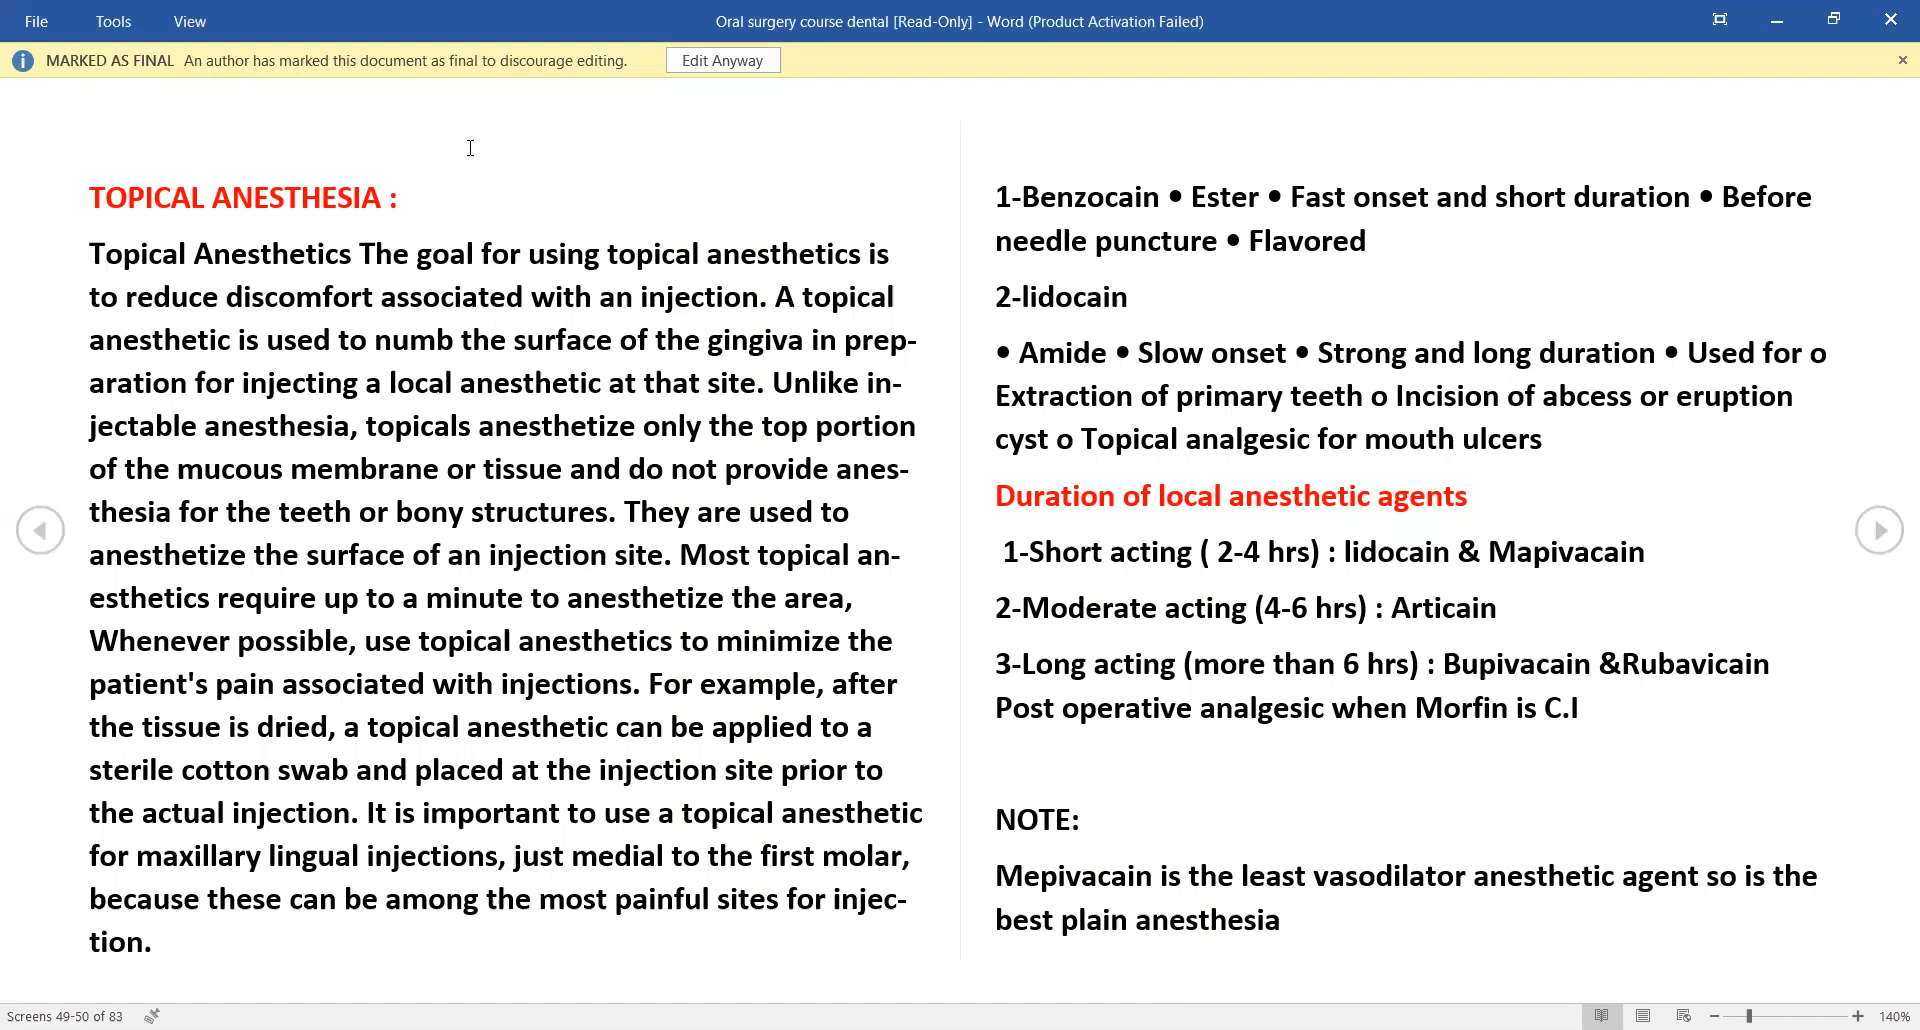 File Tools View Oral surgery course dental [Read-Only] - Word (Product Activation Failed)
MARKED AS FINAL An author has marked this document as final to discourage editing. Edit Anyway
TOPICAL ANESTHESIA :
Topical Anesthetics The goal for using topical anesthetics is
to reduce discomfort associated with an injection. A topical
anesthetic is used to numb the surface of the gingiva in prep-
aration for injecting a local anesthetic at that site. Unlike in-
jectable anesthesia, topicals anesthetize only the top portion
of the mucous membrane or tissue and do not provide anes-
thesia for the teeth or bony structures. They are used to
anesthetize the surface of an injection site. Most topical an-
esthetics require up to a minute to anesthetize the area,
Whenever possible, use topical anesthetics to minimize the
patient's pain associated with injections. For example, after
the tissue is dried, a topical anesthetic can be applied to a
sterile cotton swab and placed at the injection site prior to
the actual injection. It is important to use a topical anesthetic
for maxillary lingual injections, just medial to the first molar,
because these can be among the most painful sites for injec-
tion.
1-Benzocain • Ester • Fast onset and short duration • Before
needle puncture • Flavored
2-lidocain
• Amide • Slow onset • Strong and long duration • Used for o
Extraction of primary teeth o Incision of abcess or eruption
cyst o Topical analgesic for mouth ulcers
Duration of local anesthetic agents
1-Short acting ( 2-4 hrs) : lidocain & Mapivacain
2-Moderate acting (4-6 hrs) : Articain
3-Long acting (more than 6 hrs) : Bupivacain &Rubavicain
Post operative analgesic when Morfin is C.I
NOTE:
Mepivacain is the least vasodilator anesthetic agent so is the
best plain anesthesia
Screens 49-50 of 83 140%